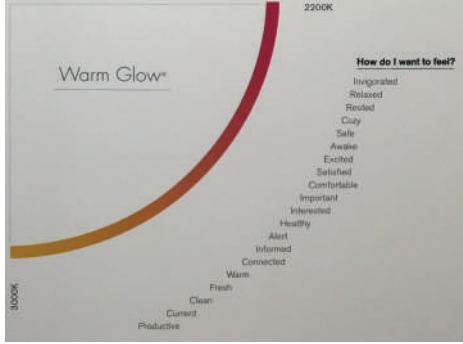 2200K
How do I want to feel?
Warm Glow®
Invigorated
Relaxed
Rested
Cozy
Safe
Awake
Excited
Satisfied
Comfortable
Important
Interested
Healthy
Alert
Informed
Connected
Warm
Fresh
Clean
Current
Productive
3000K